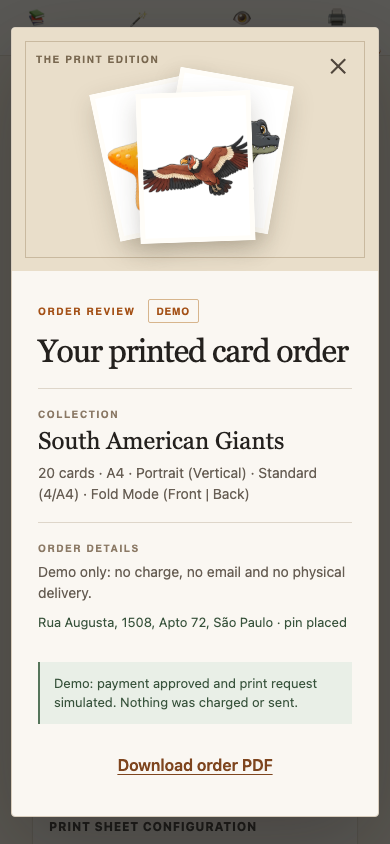 THE PRINT EDITION
ORDER REVIEW DEMO
Your printed card order
COLLECTION
South American Giants
20 cards · A4 · Portrait (Vertical) · Standard
(4/A4) · Fold Mode (Front | Back)
ORDER DETAILS
Demo only: no charge, no email and no physical
delivery.
Rua Augusta, 1508, Apto 72, São Paulo · pin placed
Demo: payment approved and print request
simulated. Nothing was charged or sent.
Download order PDF
PRINT SHEET CONFIGURATION